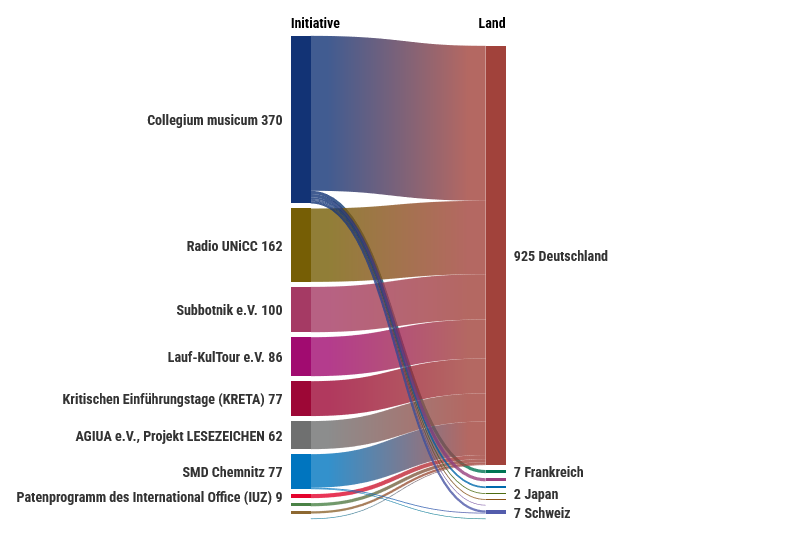 Initiative
Land
Collegium musicum 370
Radio UNiCC 162
Subbotnik e.V. 100
Lauf-KulTour e.V. 86
Kritischen Einführungstage (KRETA) 77
AGIUA e.V., Projekt LESEZEICHEN 62
SMD Chemnitz 77
Patenprogramm des International Office (IUZ) 9
925 Deutschland
7 Frankreich
2 Japan
7 Schweiz